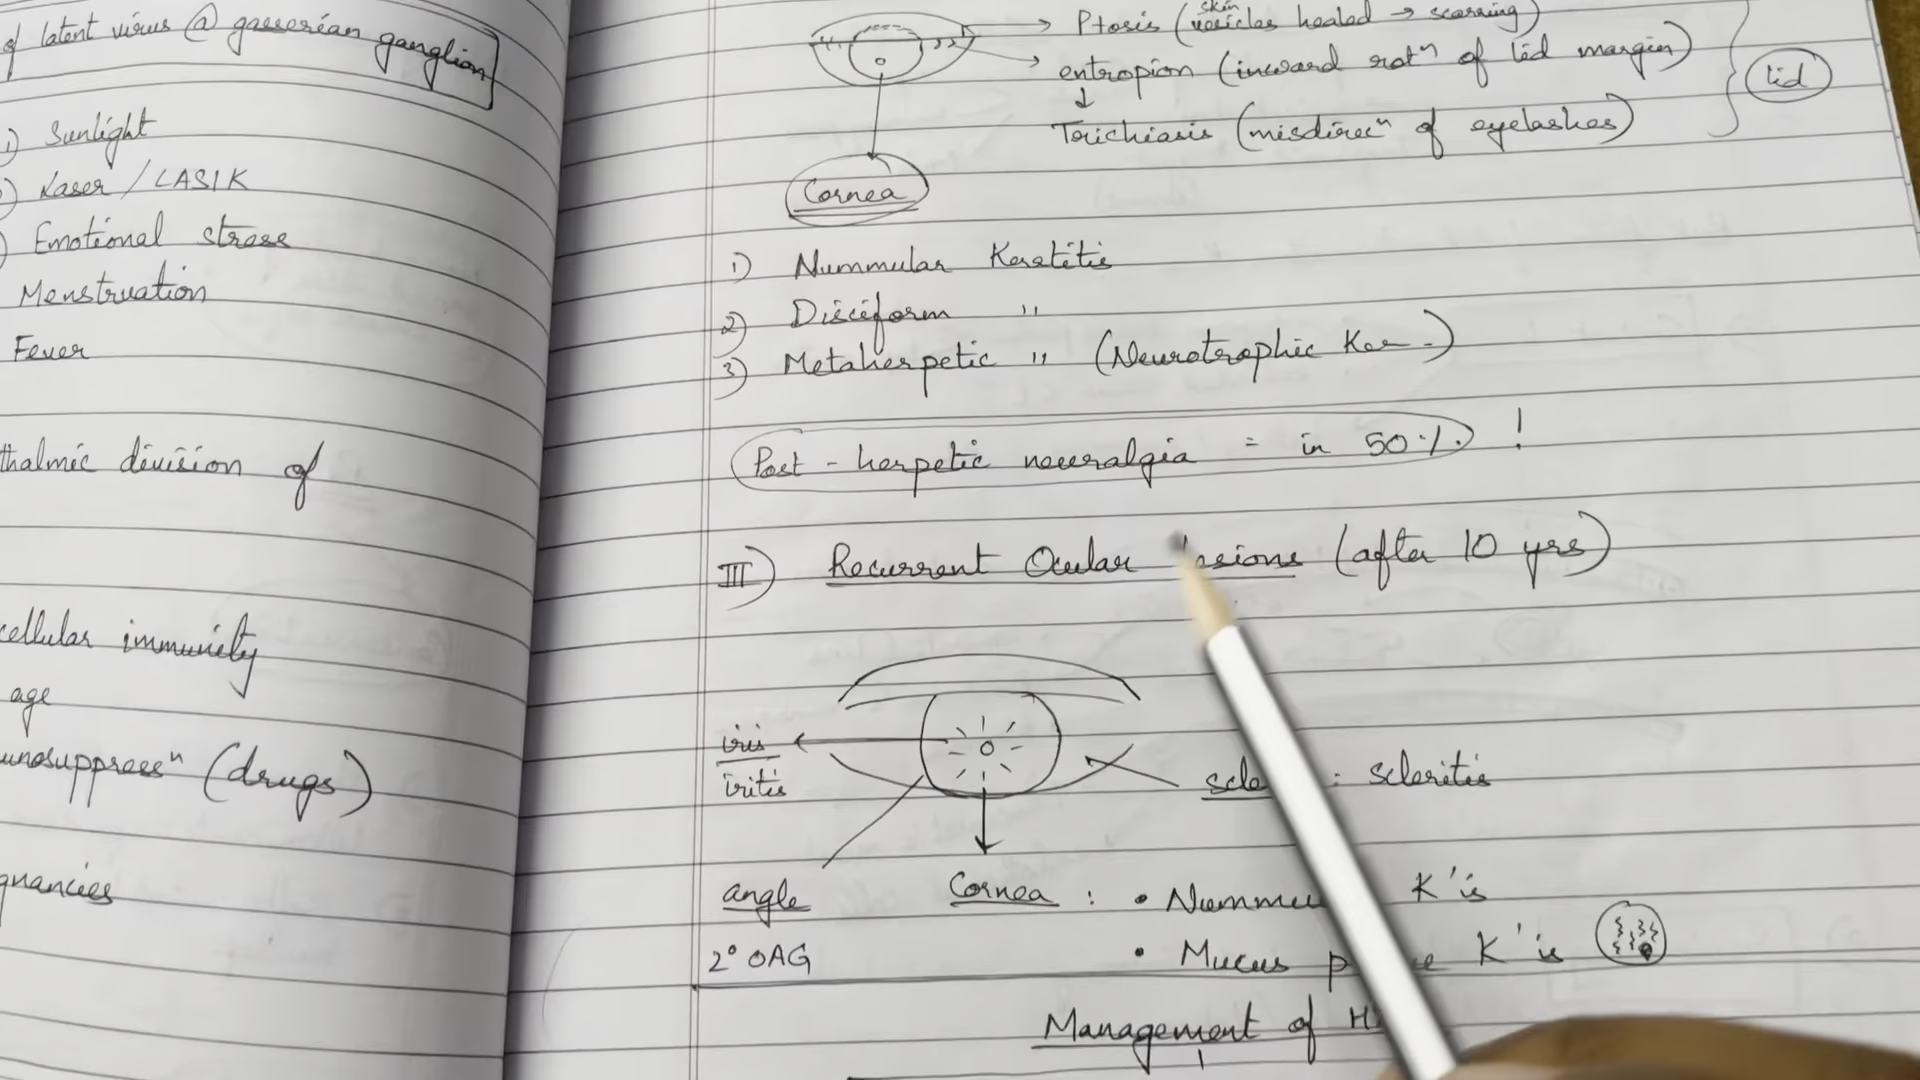 of latent virus @ gasserian ganglion
1) Sunlight
Laser / LASIK
Emotional stress
Menstruation
Fever
thalmic division of
cellular immunity
age
unosuppressⁿ (drugs)
gnancies
Ptosis (skin vesicles healed → scarring)
entropion (inward rotⁿ of lid margin)
↓
Trichiasis (misdirecⁿ of eyelashes)
lid
Cornea
1) Nummular Keratitis
2) Disciform "
3) Metaherpetic " (Neurotrophic Ker-)
Post-herpetic neuralgia = in 50%. !
III) Recurrent Ocular lesions (after 10 yrs)
iris
iritis
scle : scleritis
angle
2° OAG
Cornea : • Nummu K'is
• Mucus p e K'is
Management of H